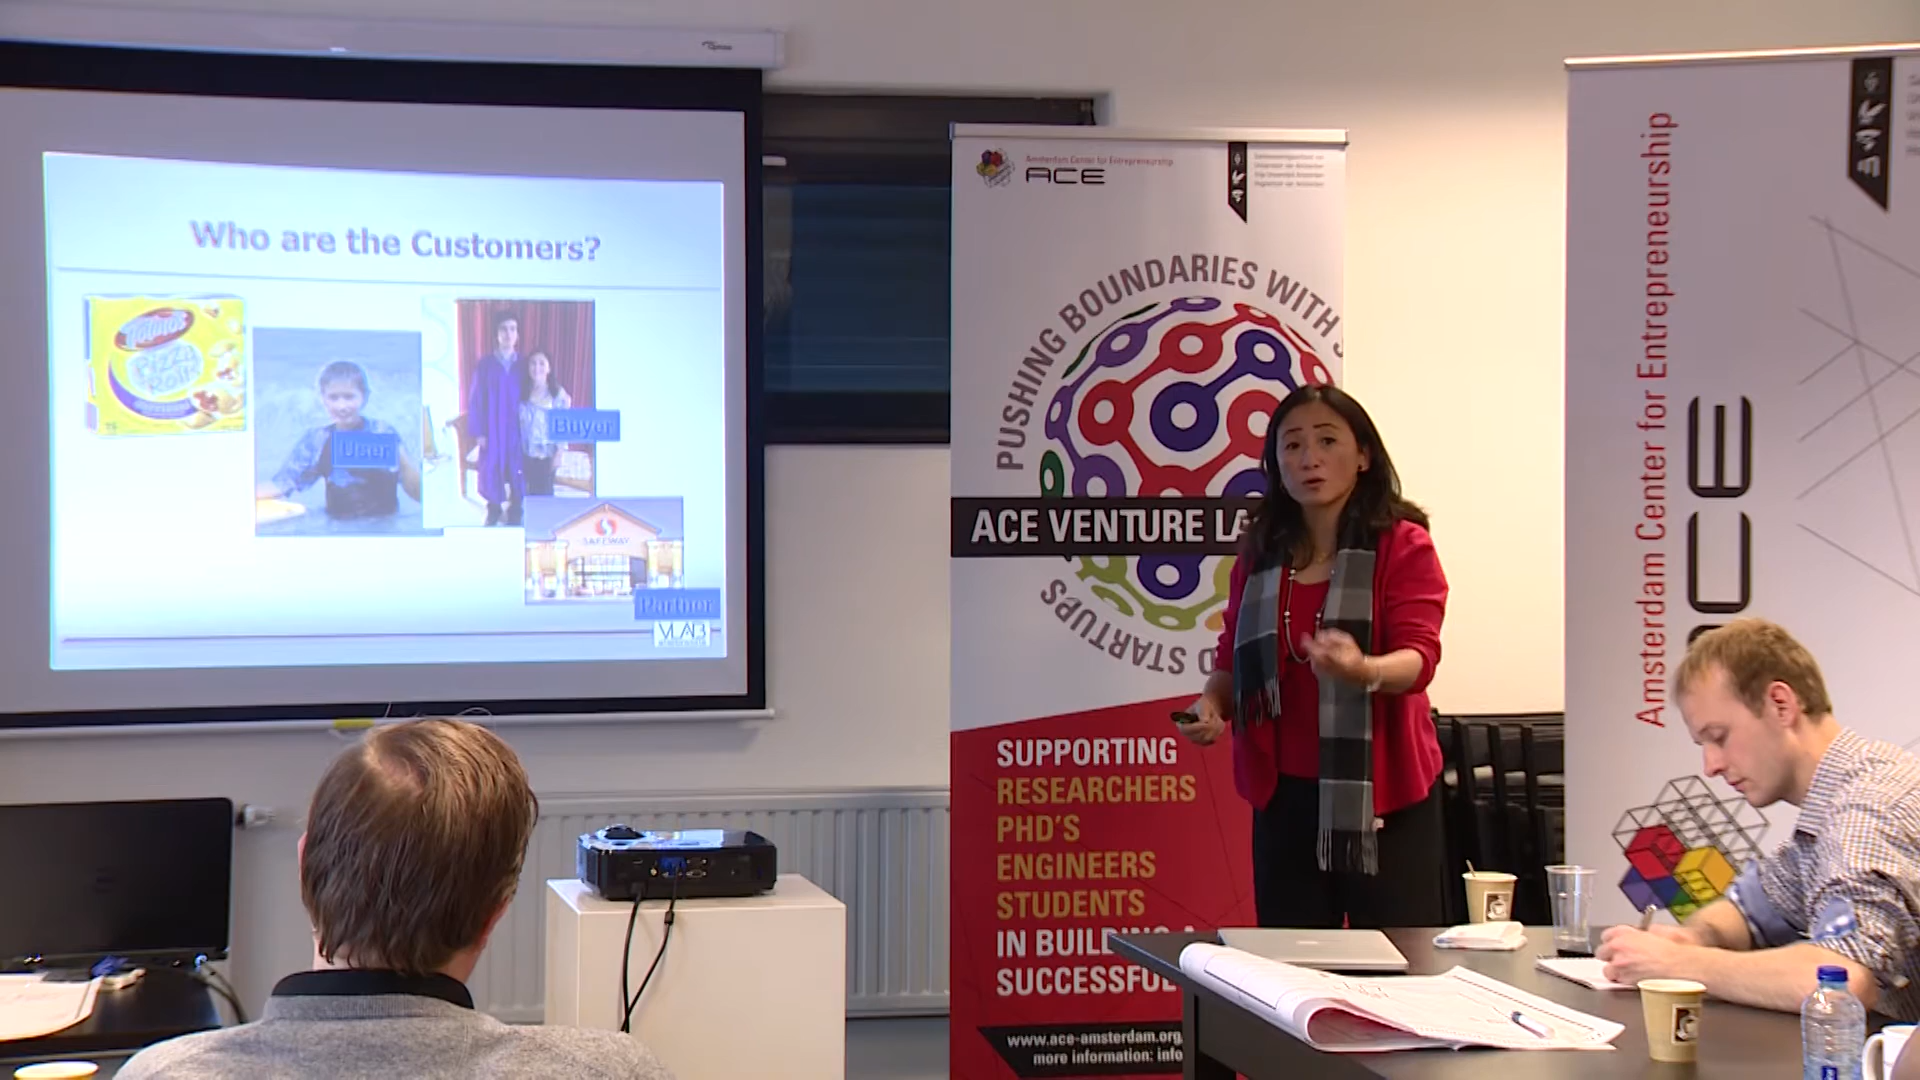 Who are the Customers?
Totino's
Pizza
Rolls
User
Buyer
SAFEWAY
Partner
VLAB
Amsterdam Center for Entrepreneurship
ACE
PUSHING BOUNDARIES WITH
ACE VENTURE LA
STARTUPS
SUPPORTING
RESEARCHERS
PHD'S
ENGINEERS
STUDENTS
IN BUILDING A
SUCCESSFUL
www.ace-amsterdam.org
more information: info
Amsterdam Center for Entrepreneurship
ACE